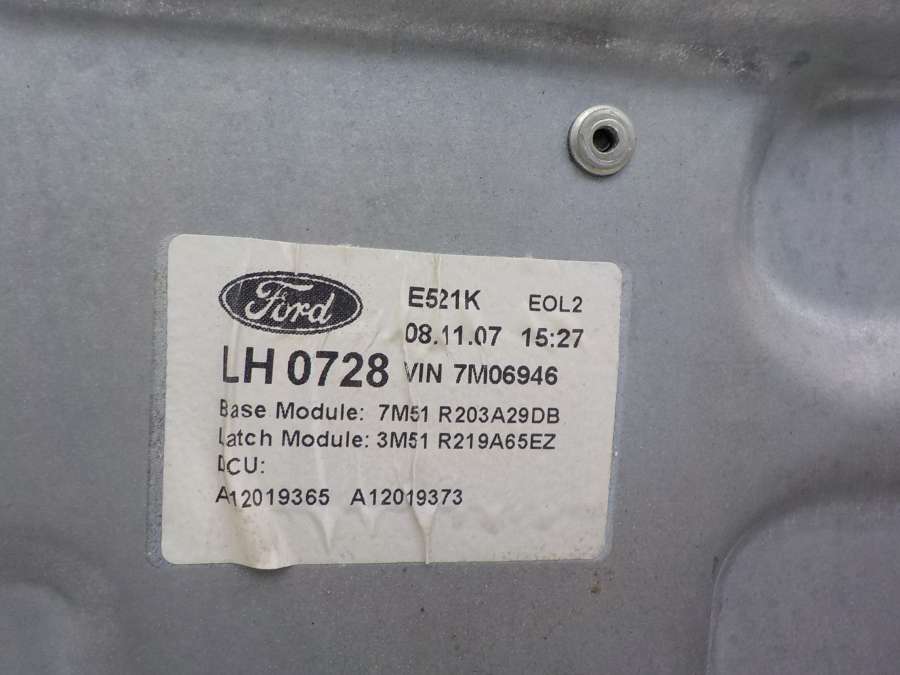 Ford
E521K EOL2
08.11.07 15:27
LH 0728 VIN 7M06946
Base Module: 7M51 R203A29DB
Latch Module: 3M51 R219A65EZ
DCU:
A12019365 A12019373